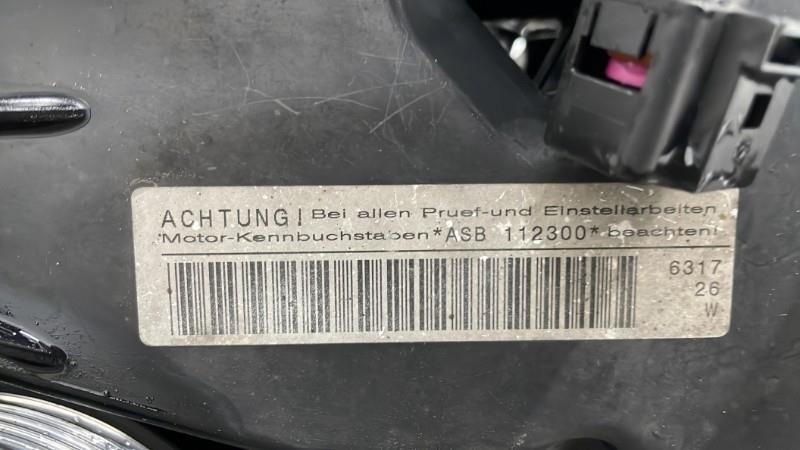 ACHTUNG! Bei allen Pruef-und Einstellarbeiten
Motor-Kennbuchstaben *ASB 112300* beachten!
6317
26
W